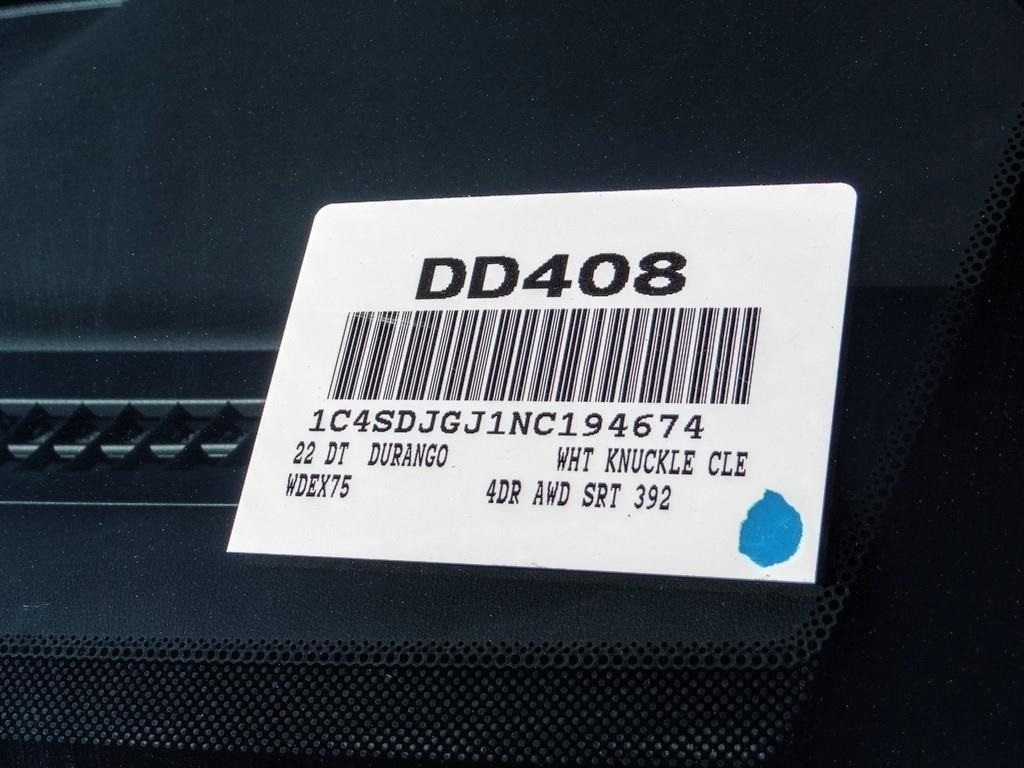 DD408
1C4SDJGJ1NC194674
22 DT DURANGO WHT KNUCKLE CLE
WDEX75 4DR AWD SRT 392